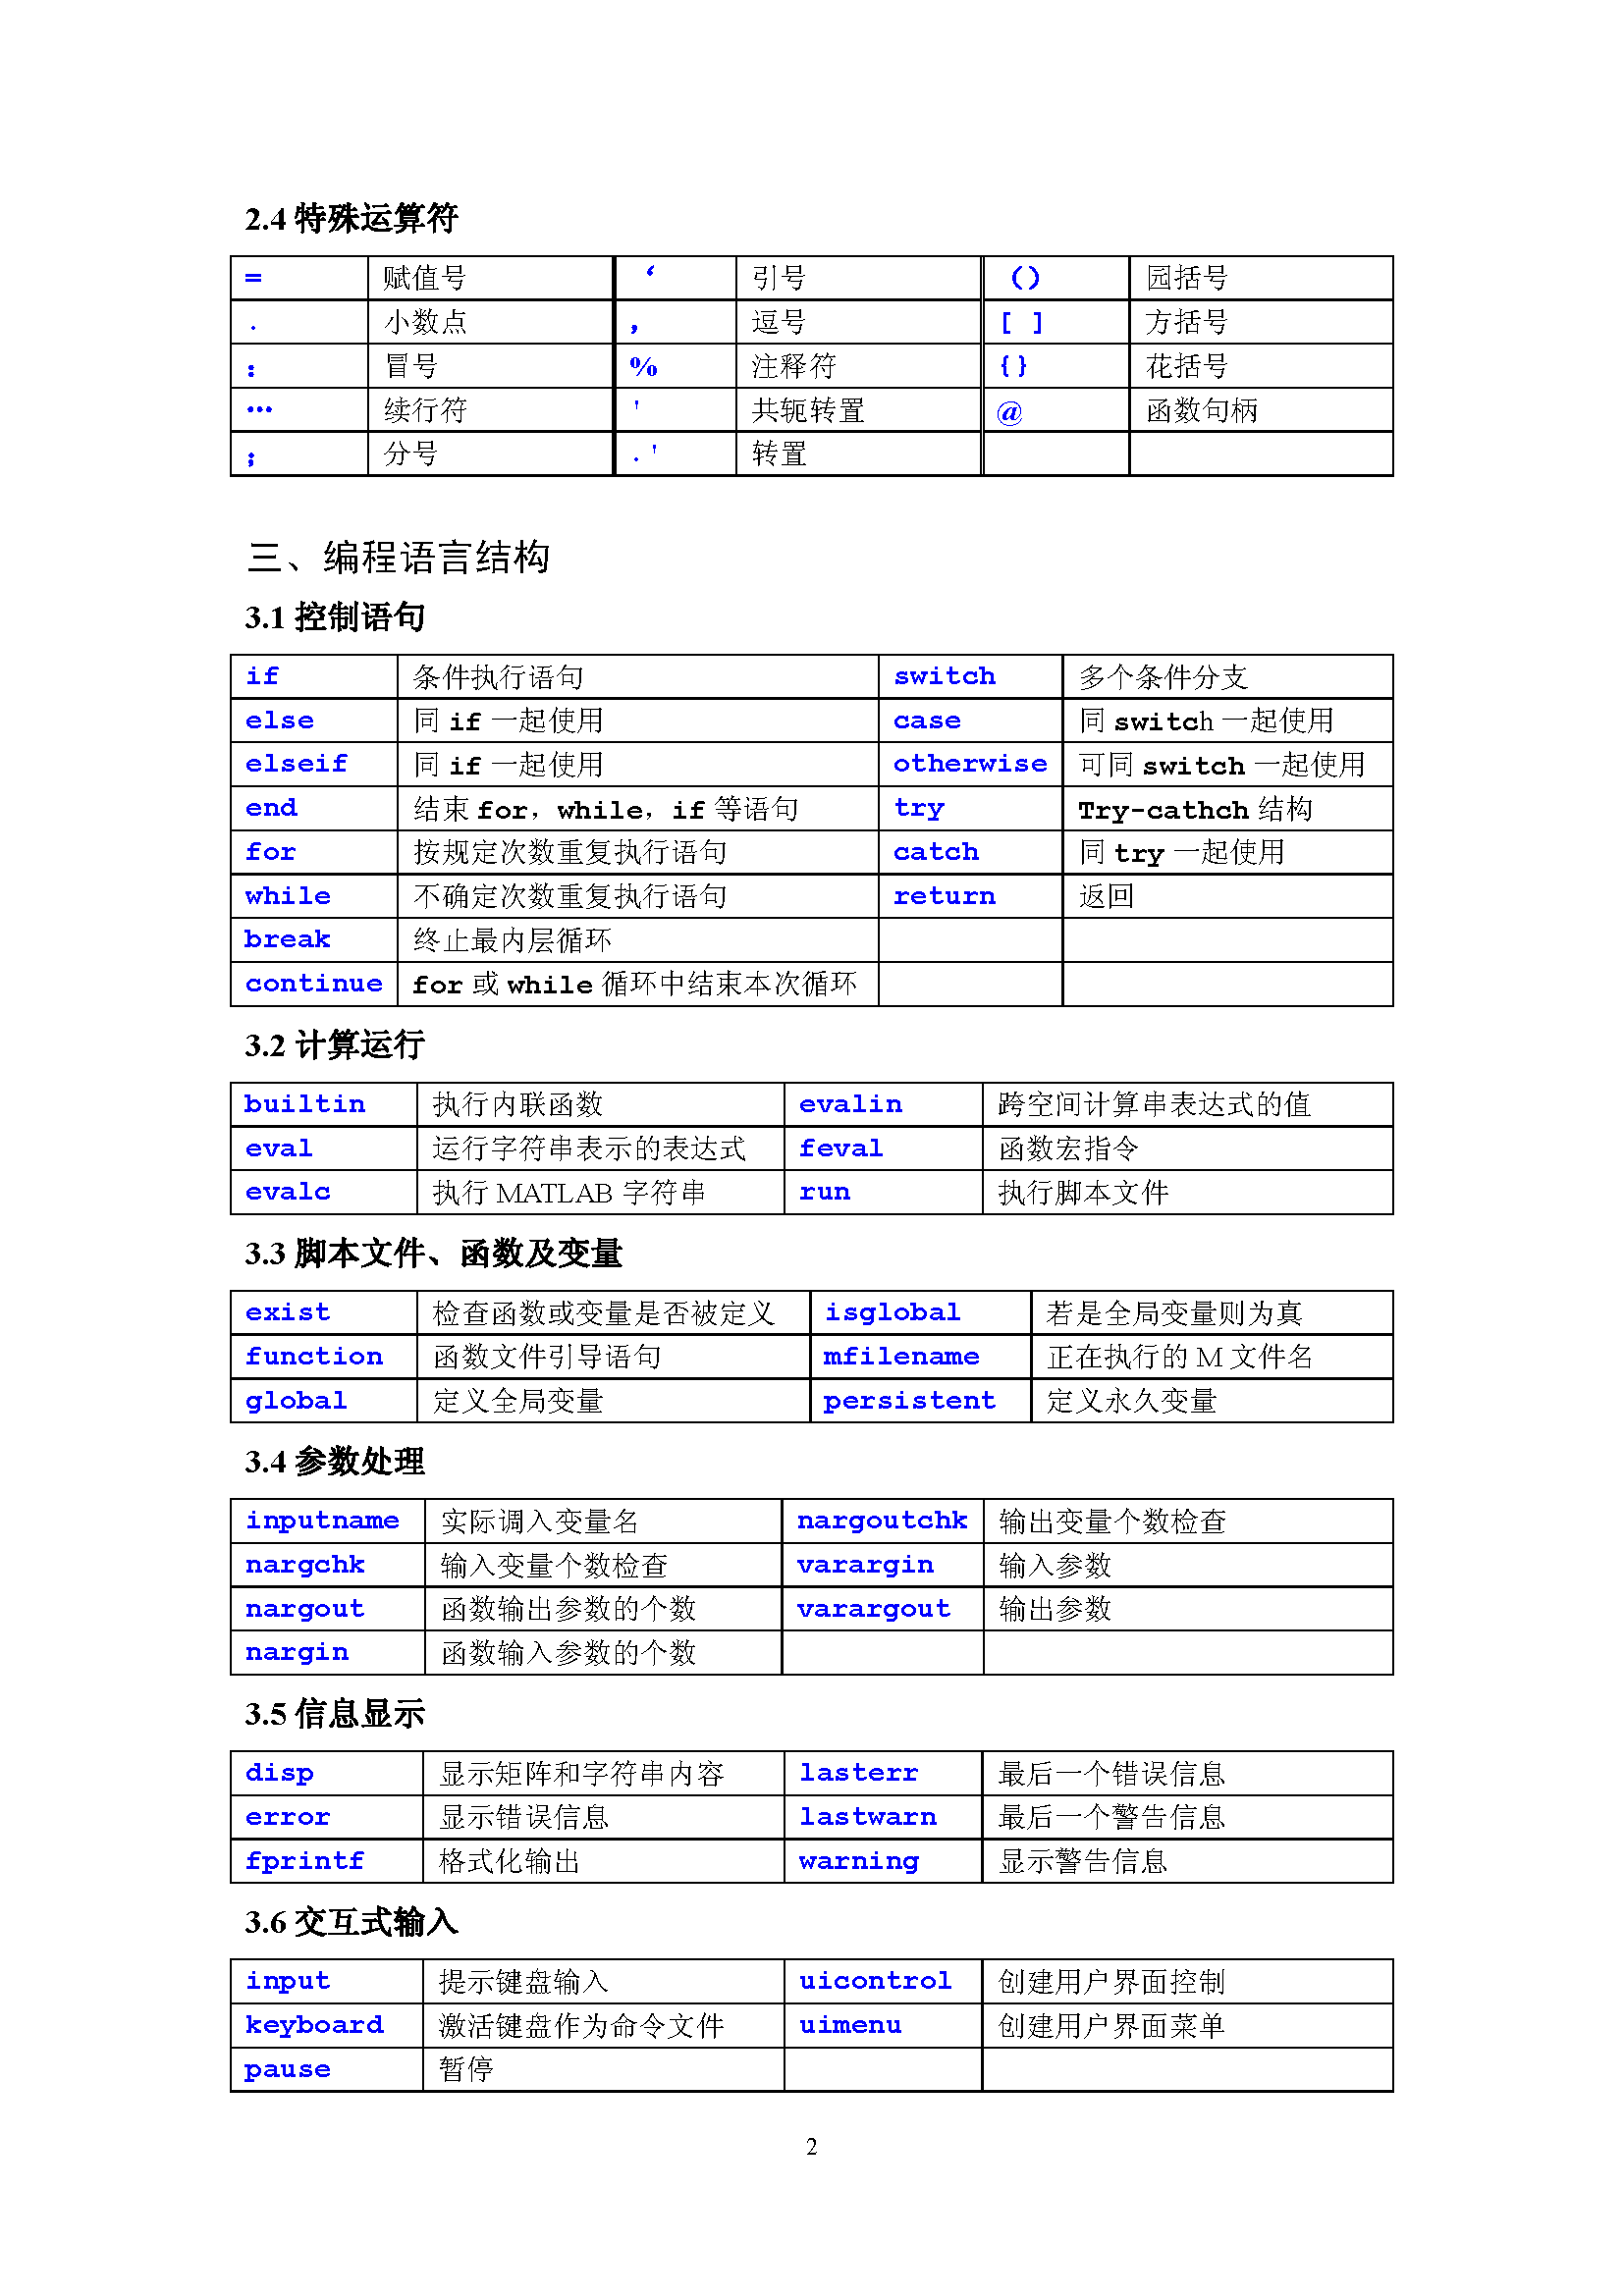 2.4 特殊运算符
= 赋值号 ‘ 引号 () 园括号
. 小数点 , 逗号 [ ] 方括号
: 冒号 % 注释符 {} 花括号
… 续行符 ' 共轭转置 @ 函数句柄
; 分号 .' 转置
三、编程语言结构
3.1 控制语句
if 条件执行语句 switch 多个条件分支
else 同 if 一起使用 case 同 switch 一起使用
elseif 同 if 一起使用 otherwise 可同 switch 一起使用
end 结束 for，while，if 等语句 try Try-cathch 结构
for 按规定次数重复执行语句 catch 同 try 一起使用
while 不确定次数重复执行语句 return 返回
break 终止最内层循环
continue for 或 while 循环中结束本次循环
3.2 计算运行
builtin 执行内联函数 evalin 跨空间计算串表达式的值
eval 运行字符串表示的表达式 feval 函数宏指令
evalc 执行 MATLAB 字符串 run 执行脚本文件
3.3 脚本文件、函数及变量
exist 检查函数或变量是否被定义 isglobal 若是全局变量则为真
function 函数文件引导语句 mfilename 正在执行的 M 文件名
global 定义全局变量 persistent 定义永久变量
3.4 参数处理
inputname 实际调入变量名 nargoutchk 输出变量个数检查
nargchk 输入变量个数检查 varargin 输入参数
nargout 函数输出参数的个数 varargout 输出参数
nargin 函数输入参数的个数
3.5 信息显示
disp 显示矩阵和字符串内容 lasterr 最后一个错误信息
error 显示错误信息 lastwarn 最后一个警告信息
fprintf 格式化输出 warning 显示警告信息
3.6 交互式输入
input 提示键盘输入 uicontrol 创建用户界面控制
keyboard 激活键盘作为命令文件 uimenu 创建用户界面菜单
pause 暂停
2